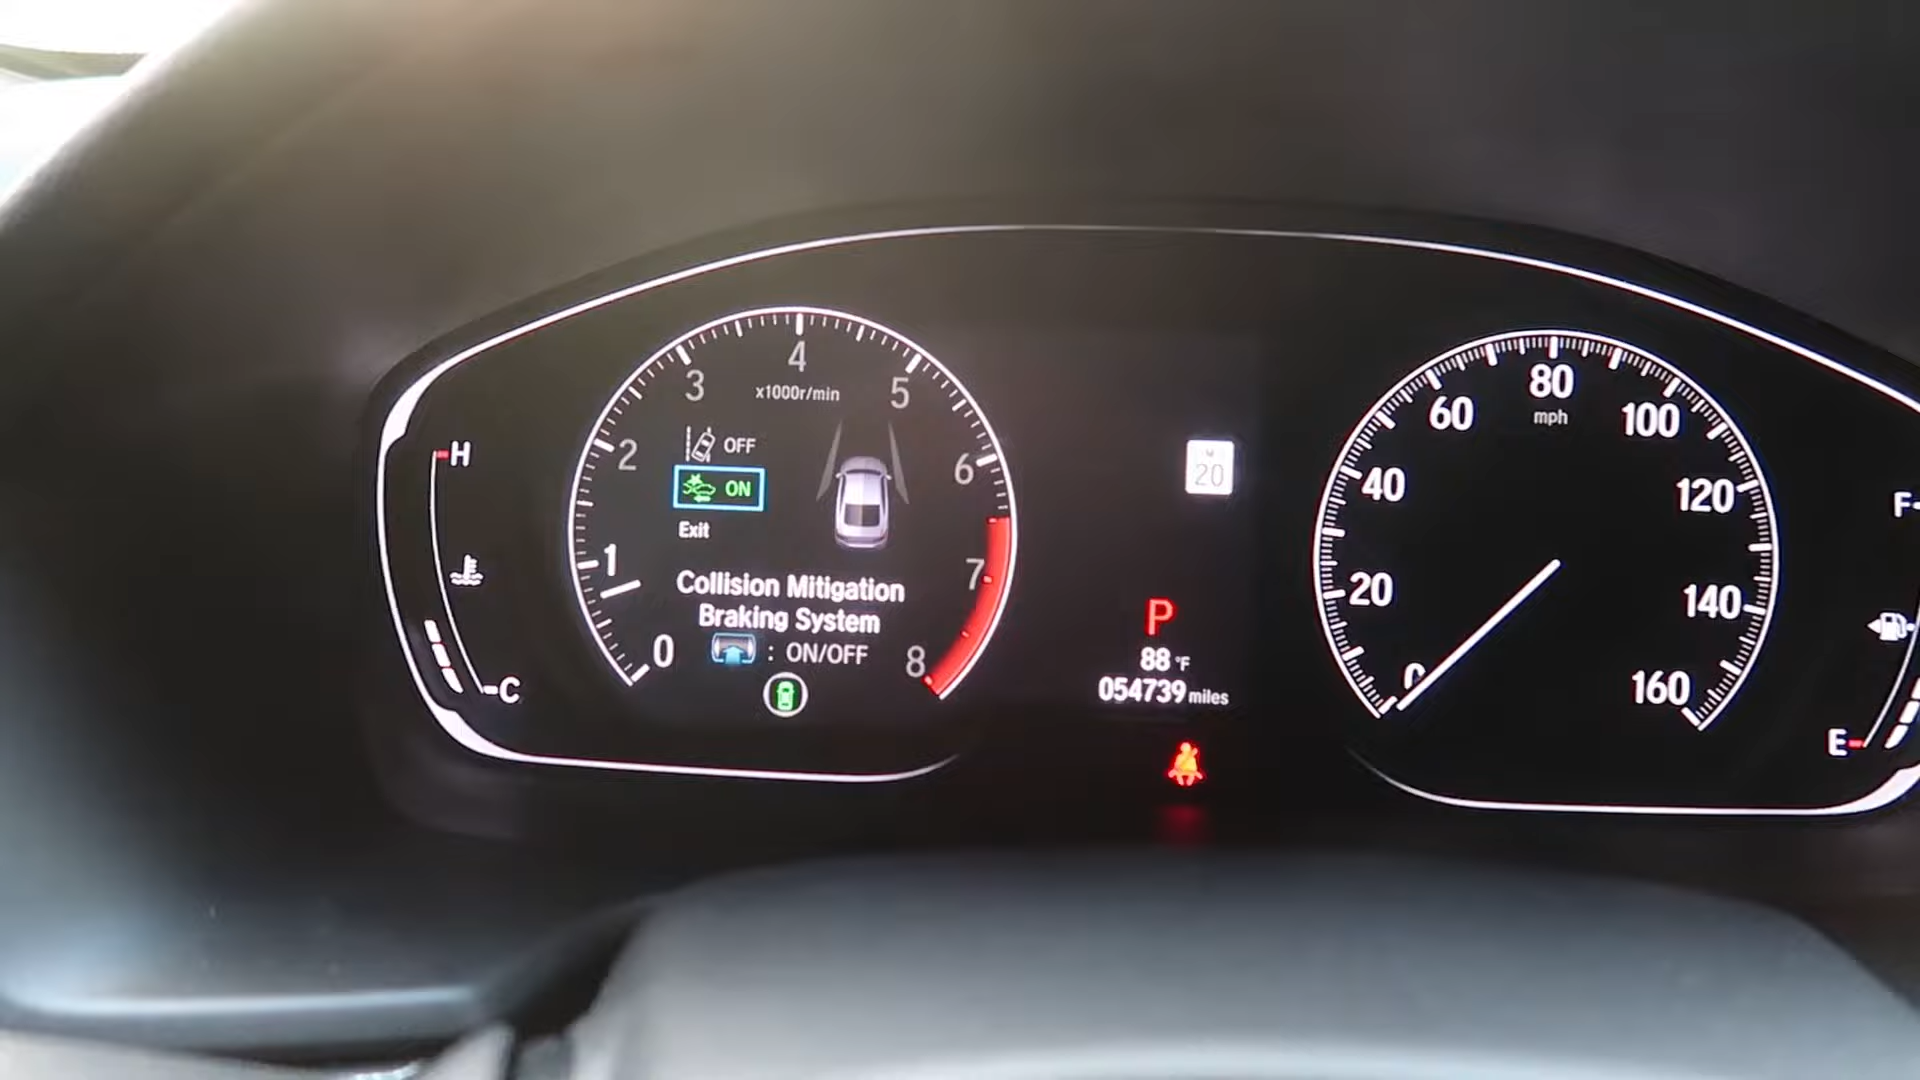 H
C
4
x1000r/min
3
5
2
6
1
7
0
8
OFF
ON
Exit
Collision Mitigation
Braking System
: ON/OFF
20
P
88 °F
054739 miles
80
mph
60
100
40
120
20
140
0
160
F
E